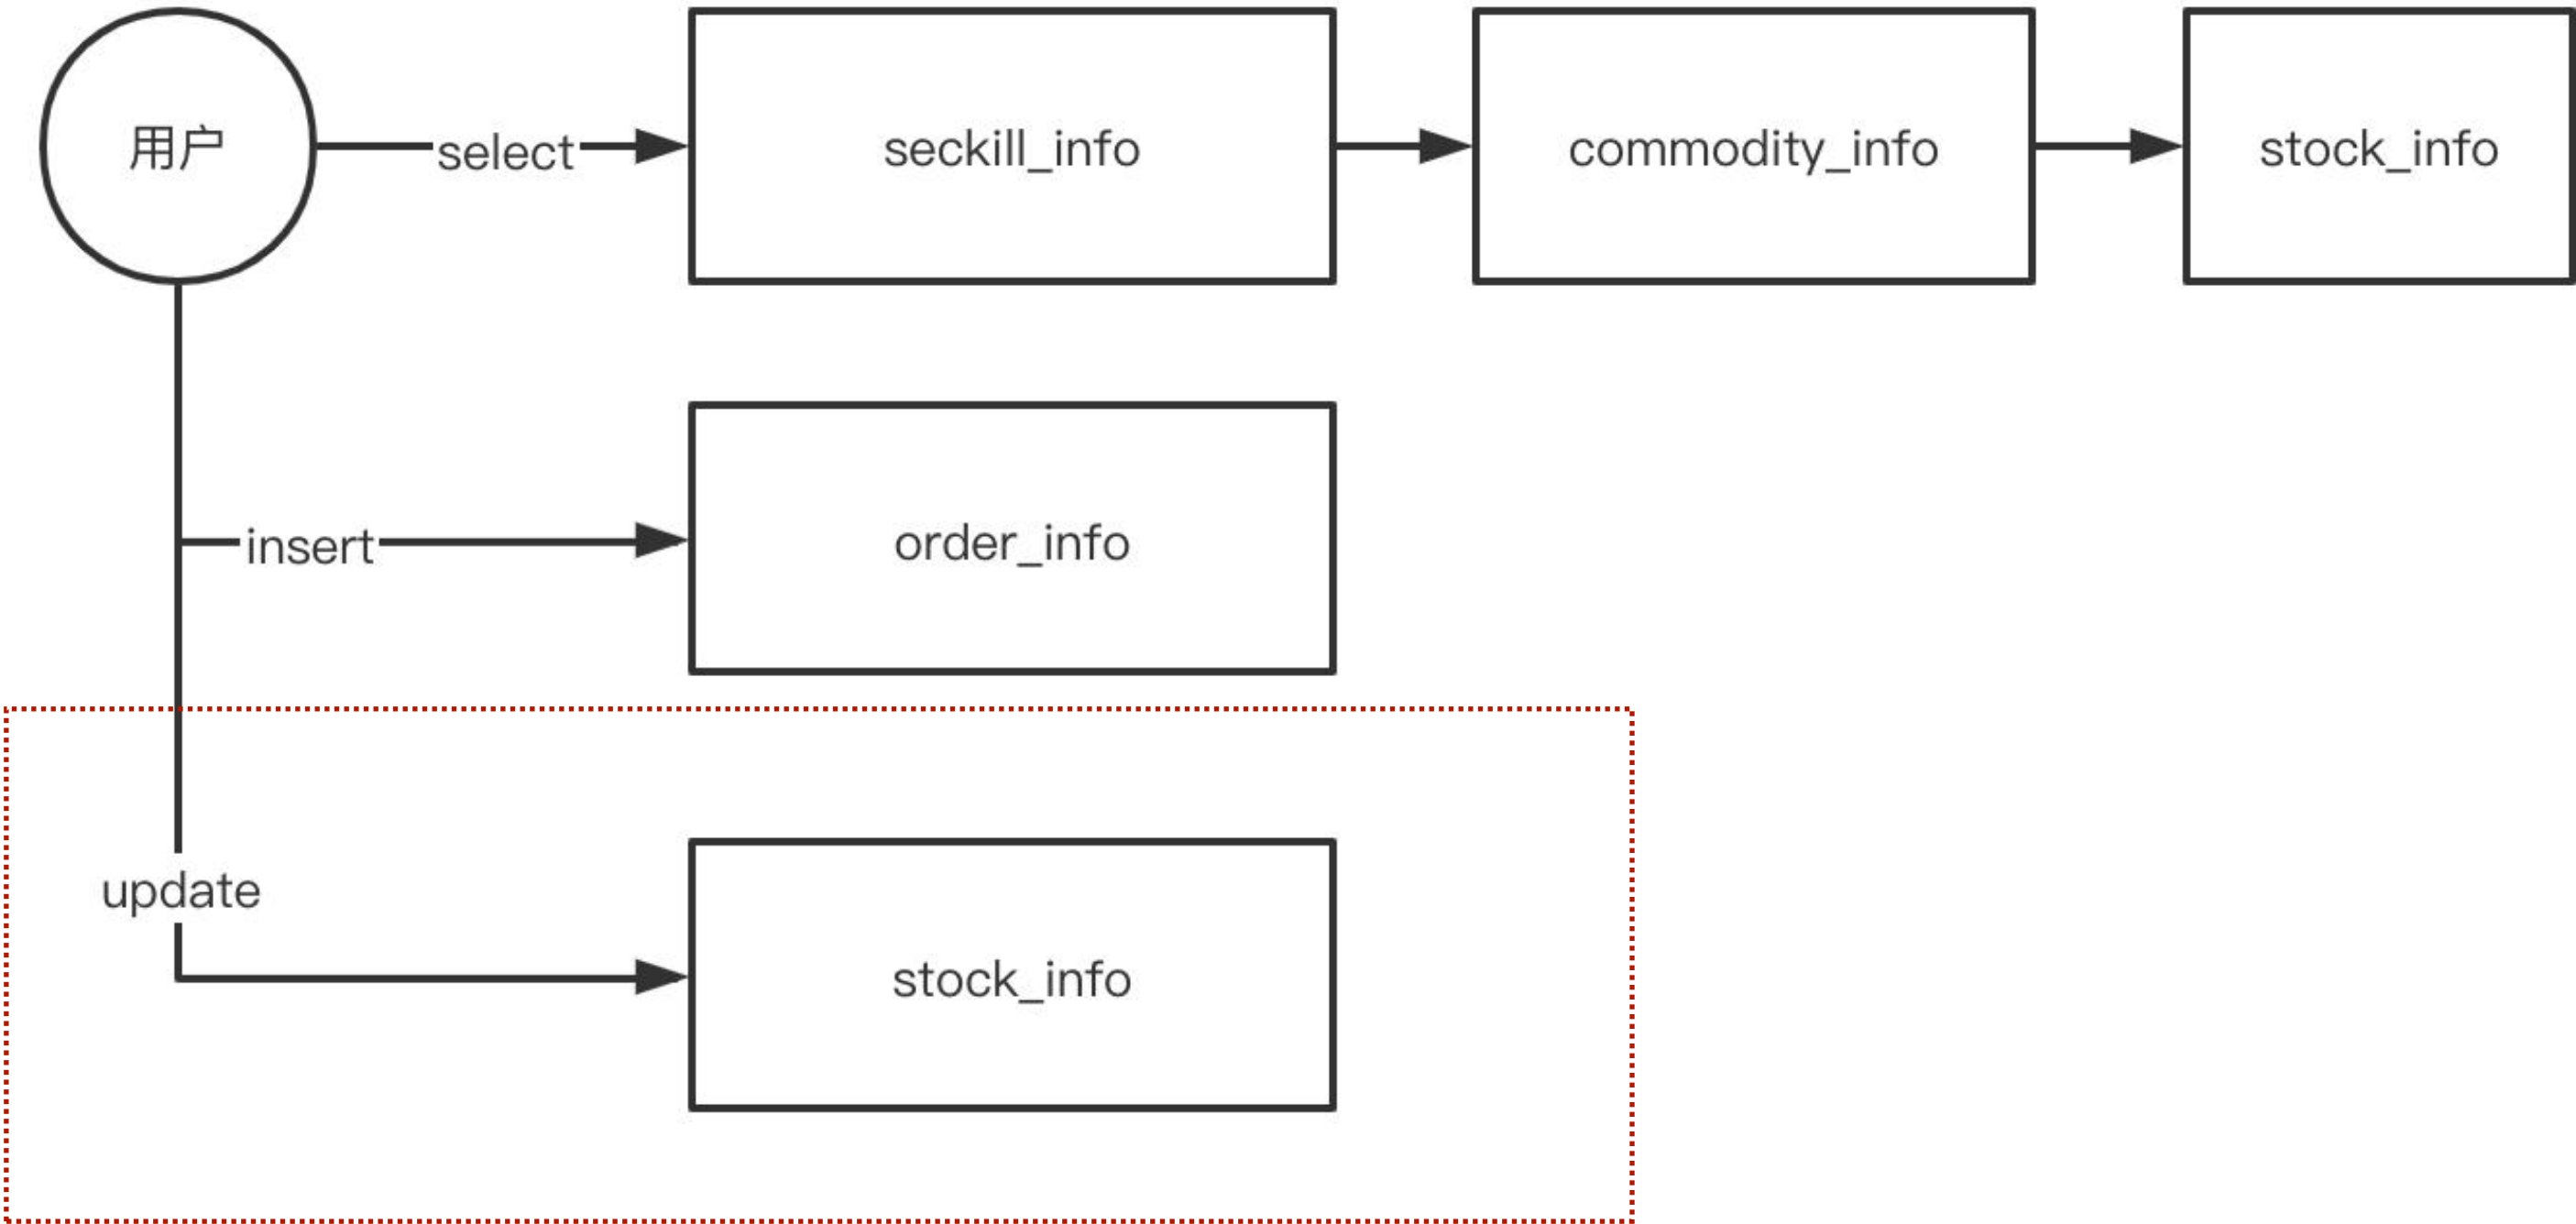 用户
select
seckill_info
commodity_info
stock_info
insert
order_info
update
stock_info